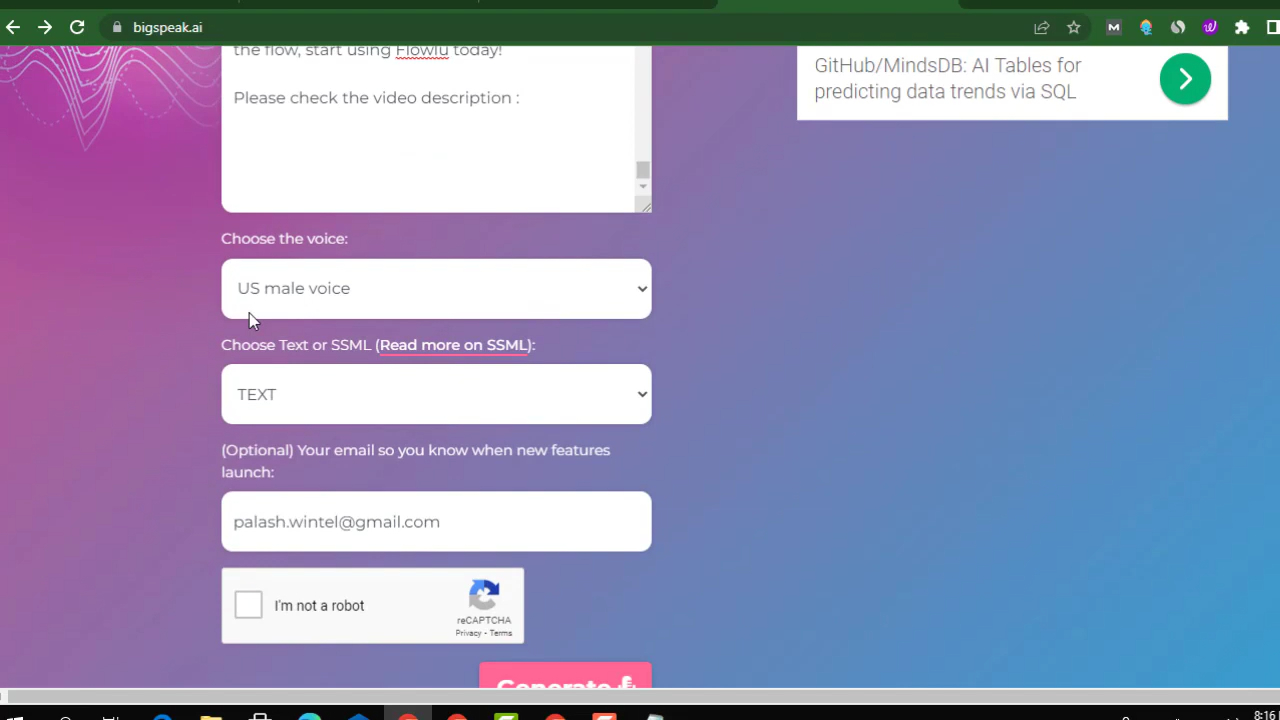 bigspeak.ai
the flow, start using Flowlu today!
Please check the video description :
GitHub/MindsDB: AI Tables for
predicting data trends via SQL
Choose the voice:
US male voice
Choose Text or SSML (Read more on SSML):
TEXT
(Optional) Your email so you know when new features
launch:
palash.wintel@gmail.com
I'm not a robot
reCAPTCHA
Privacy - Terms
Generate
8:16